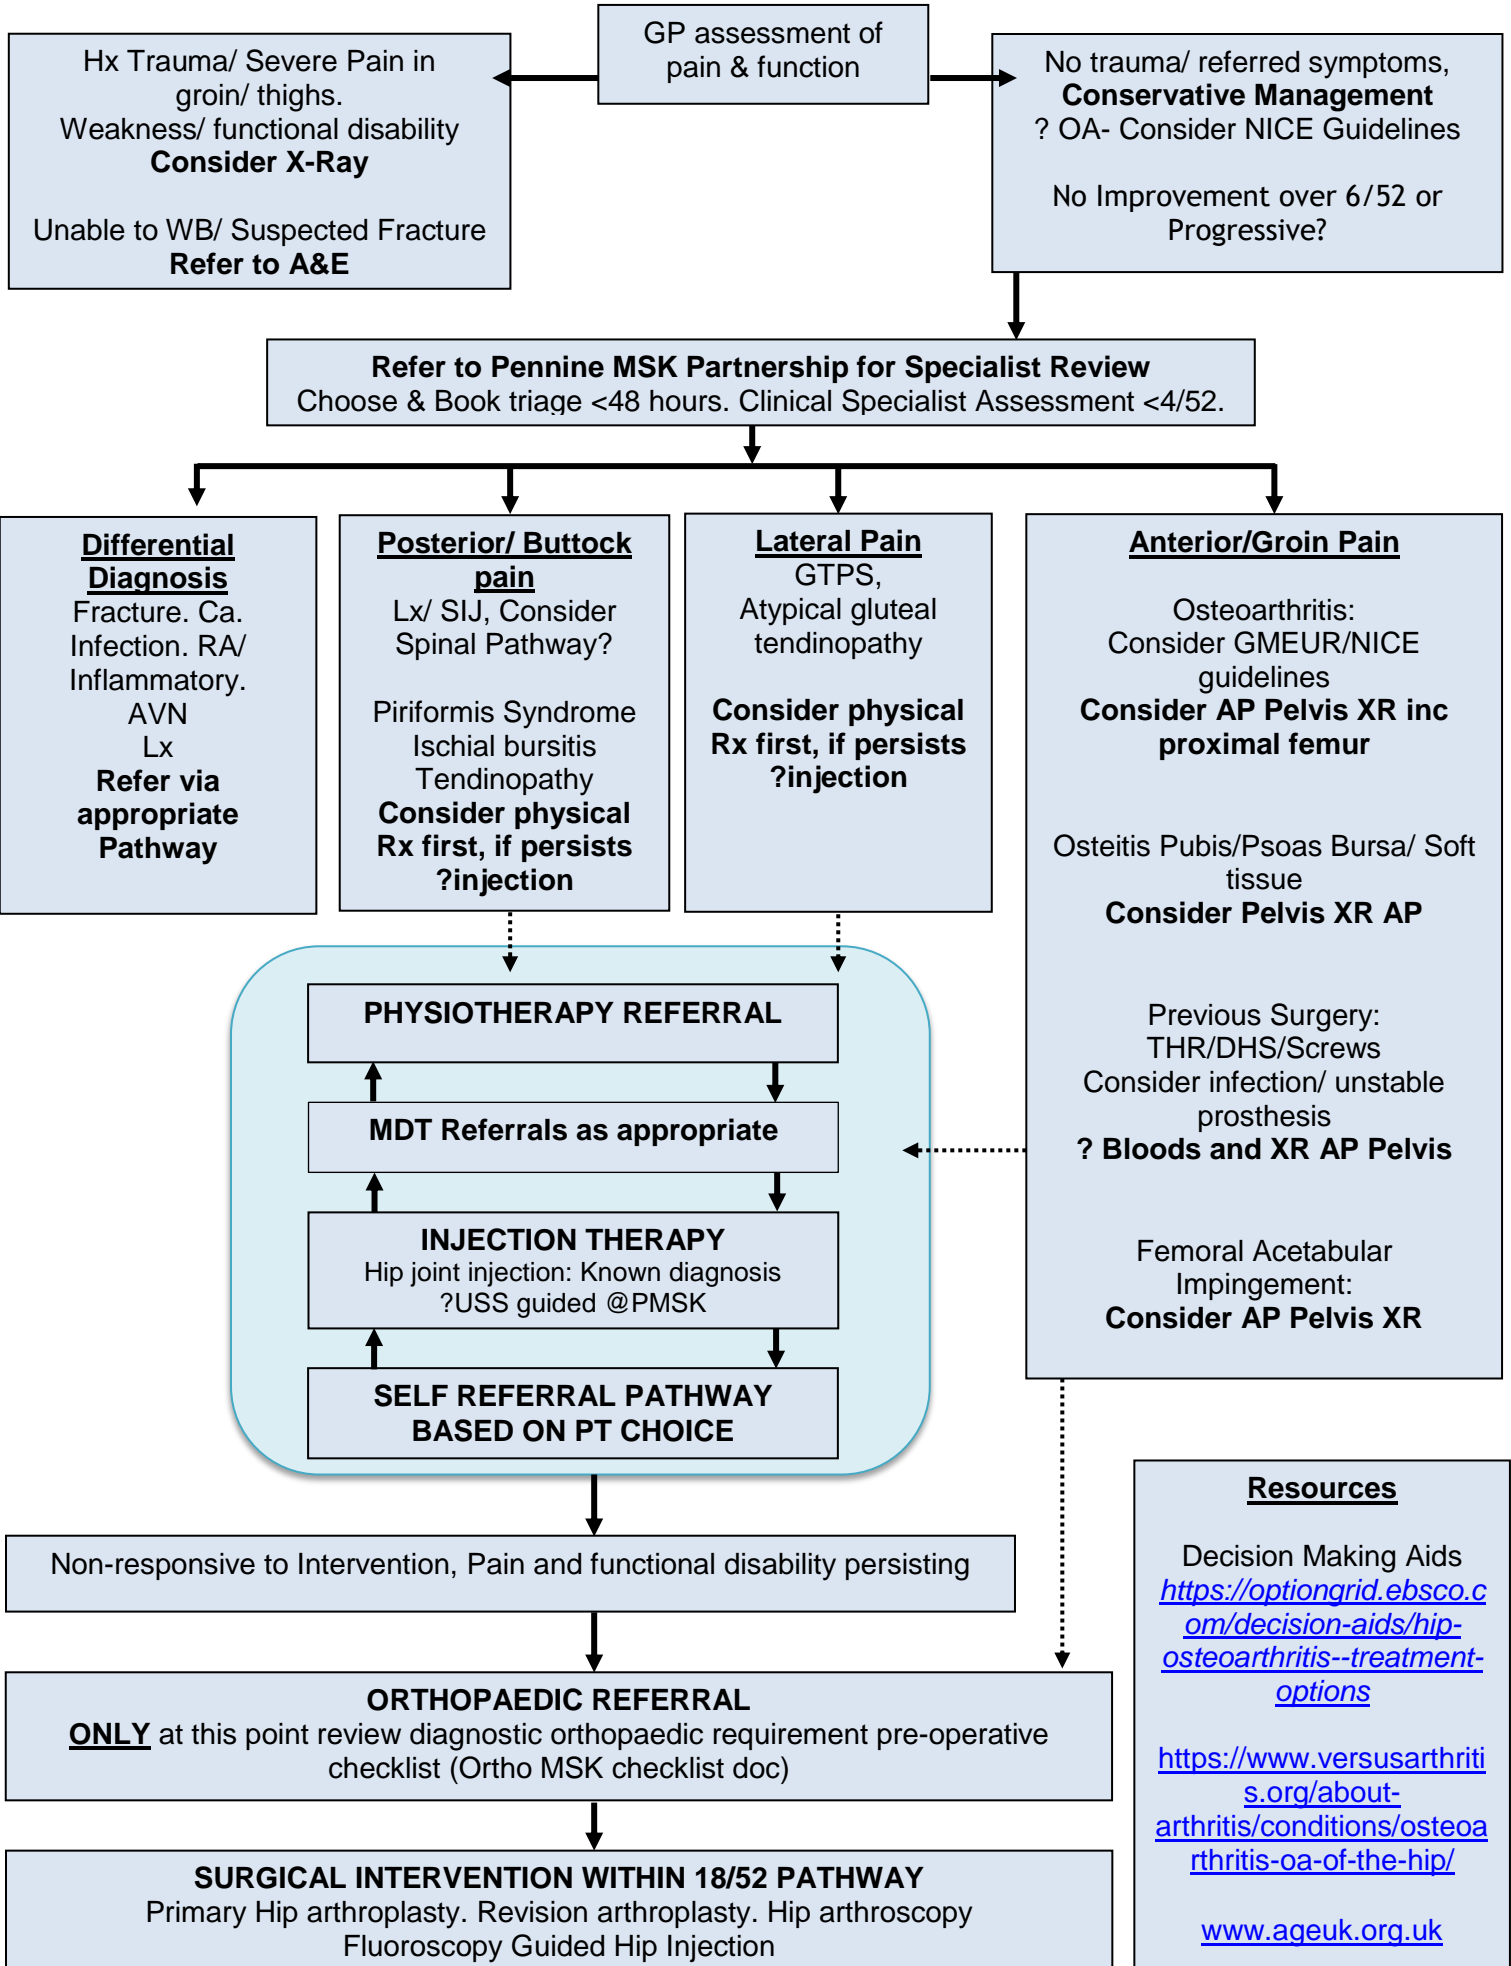 GP assessment of
pain & function
Hx Trauma/ Severe Pain in
groin/ thighs.
Weakness/ functional disability
Consider X-Ray
Unable to WB/ Suspected Fracture
Refer to A&E
No trauma/ referred symptoms,
Conservative Management
? OA- Consider NICE Guidelines
No Improvement over 6/52 or
Progressive?
Refer to Pennine MSK Partnership for Specialist Review
Choose & Book triage <48 hours. Clinical Specialist Assessment <4/52.
Differential
Diagnosis
Fracture. Ca.
Infection. RA/
Inflammatory.
AVN
Lx
Refer via
appropriate
Pathway
Posterior/ Buttock
pain
Lx/ SIJ, Consider
Spinal Pathway?
Piriformis Syndrome
Ischial bursitis
Tendinopathy
Consider physical
Rx first, if persists
?injection
Lateral Pain
GTPS,
Atypical gluteal
tendinopathy
Consider physical
Rx first, if persists
?injection
Anterior/Groin Pain
Osteoarthritis:
Consider GMEUR/NICE
guidelines
Consider AP Pelvis XR inc
proximal femur
Osteitis Pubis/Psoas Bursa/ Soft
tissue
Consider Pelvis XR AP
Previous Surgery:
THR/DHS/Screws
Consider infection/ unstable
prosthesis
? Bloods and XR AP Pelvis
Femoral Acetabular
Impingement:
Consider AP Pelvis XR
PHYSIOTHERAPY REFERRAL
MDT Referrals as appropriate
INJECTION THERAPY
Hip joint injection: Known diagnosis
?USS guided @PMSK
SELF REFERRAL PATHWAY
BASED ON PT CHOICE
Non-responsive to Intervention, Pain and functional disability persisting
ORTHOPAEDIC REFERRAL
ONLY at this point review diagnostic orthopaedic requirement pre-operative
checklist (Ortho MSK checklist doc)
SURGICAL INTERVENTION WITHIN 18/52 PATHWAY
Primary Hip arthroplasty. Revision arthroplasty. Hip arthroscopy
Fluoroscopy Guided Hip Injection
Resources
Decision Making Aids
https://optiongrid.ebsco.c
om/decision-aids/hip-
osteoarthritis--treatment-
options
https://www.versusarthriti
s.org/about-
arthritis/conditions/osteoa
rthritis-oa-of-the-hip/
www.ageuk.org.uk